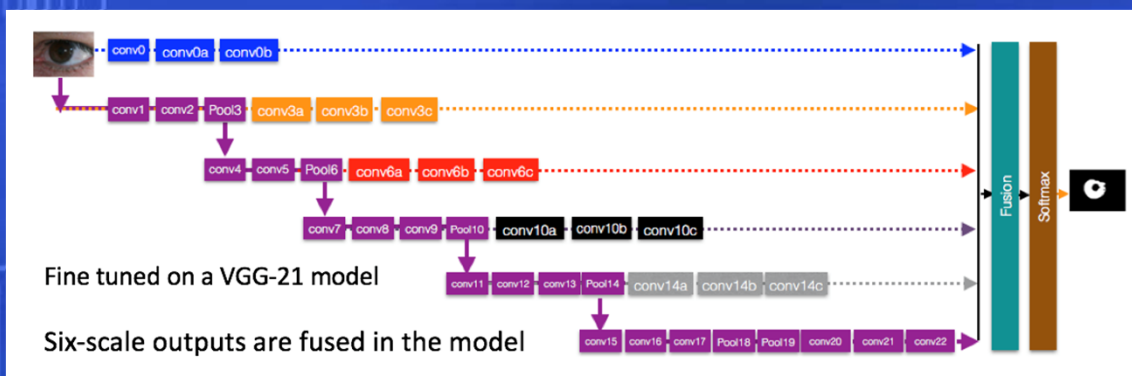 conv0 conv0a conv0b
conv1 conv2 Pool3 conv3a conv3b conv3c
conv4 conv5 Pool6 conv6a conv6b conv6c
conv7 conv8 conv9 Pool10 conv10a conv10b conv10c
Fine tuned on a VGG-21 model
conv11 conv12 conv13 Pool14 conv14a conv14b conv14c
Six-scale outputs are fused in the model
conv15 conv16 conv17 Pool18 Pool19 conv20 conv21 conv22
Fusion
Softmax